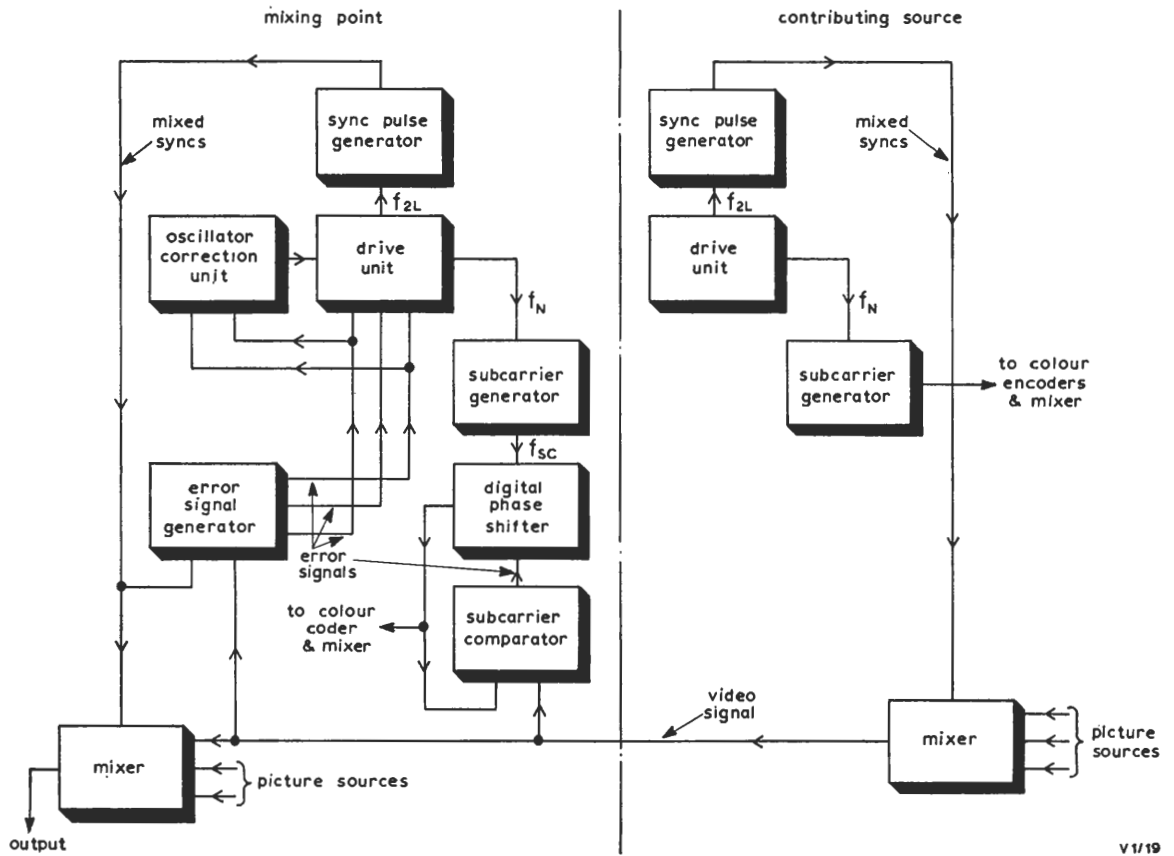 mixing point
contributing source
sync pulse
generator
sync pulse
generator
mixed
syncs
mixed
syncs
f2L
f2L
oscillator
correction
unit
drive
unit
drive
unit
fN
fN
subcarrier
generator
subcarrier
generator
to colour
encoders
& mixer
fSC
error
signal
generator
digital
phase
shifter
error
signals
to colour
coder
& mixer
subcarrier
comparator
video
signal
mixer
picture sources
mixer
picture
sources
output
V1/19